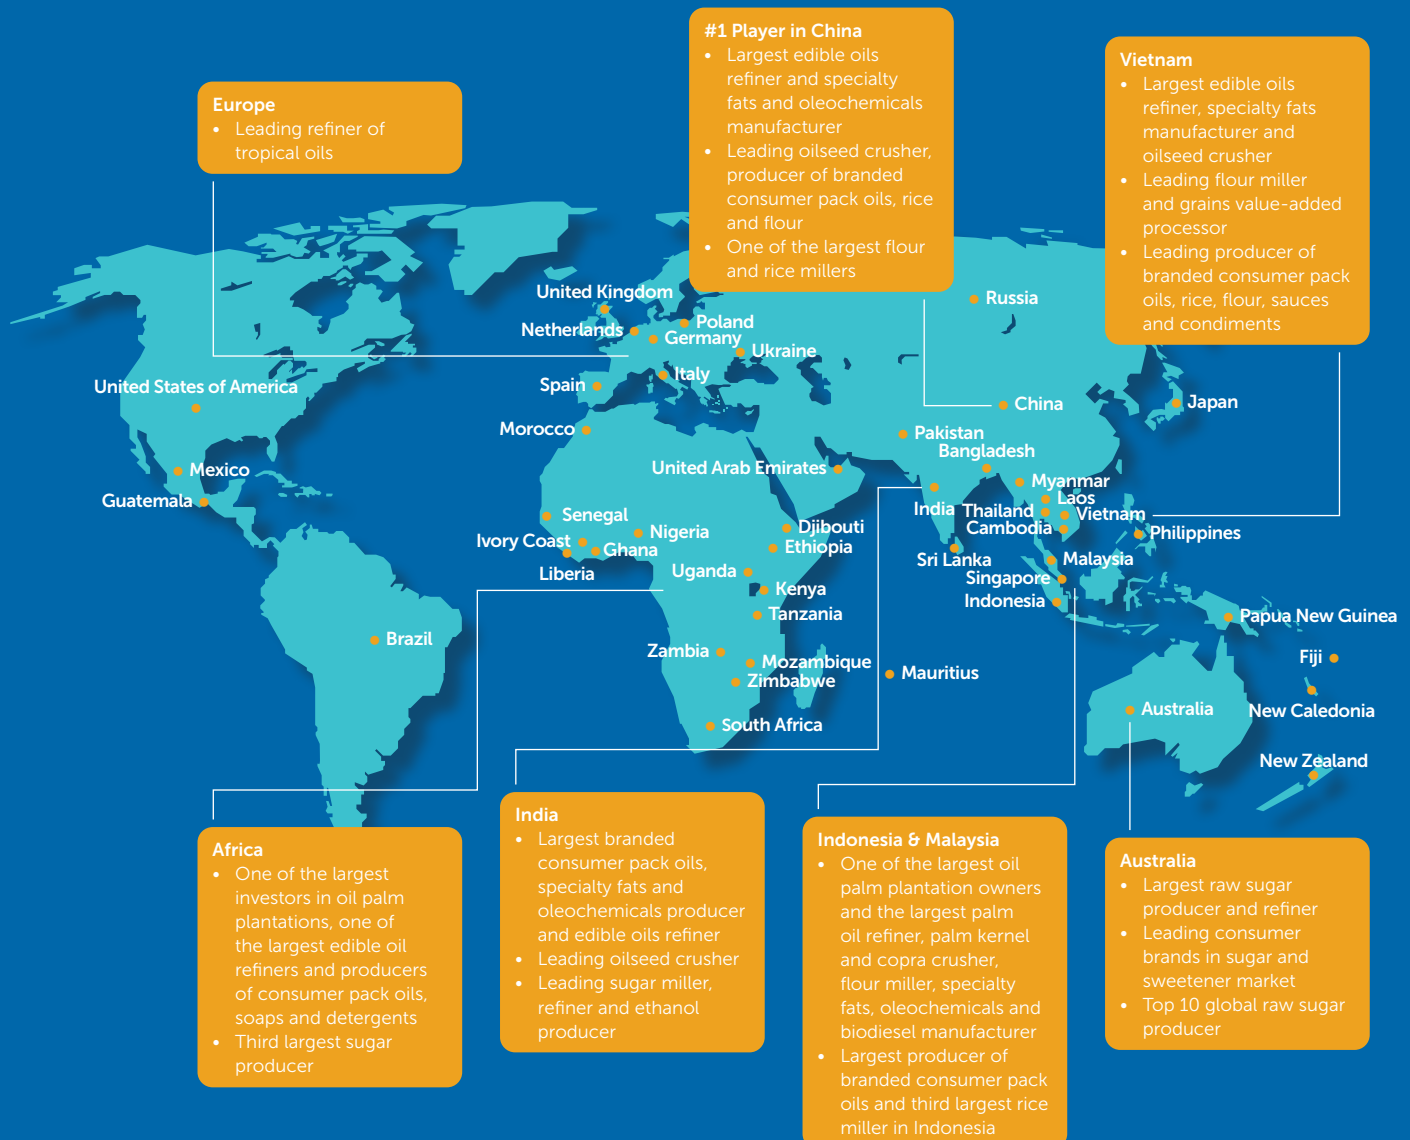 #1 Player in China
• Largest edible oils
refiner and specialty
fats and oleochemicals
manufacturer
• Leading oilseed crusher,
producer of branded
consumer pack oils, rice
and flour
• One of the largest flour
and rice millers
Vietnam
• Largest edible oils
refiner, specialty fats
manufacturer and
oilseed crusher
• Leading flour miller
and grains value-added
processor
• Leading producer of
branded consumer pack
oils, rice, flour, sauces
and condiments
Europe
• Leading refiner of
tropical oils
United Kingdom
Russia
Netherlands
Poland
Germany
Ukraine
Italy
Spain
United States of America
China
Japan
Morocco
Pakistan
Bangladesh
United Arab Emirates
Mexico
Myanmar
Guatemala
Laos
India
Thailand
Vietnam
Senegal
Cambodia
Djibouti
Nigeria
Philippines
Ivory Coast
Ghana
Ethiopia
Sri Lanka
Malaysia
Liberia
Uganda
Singapore
Kenya
Indonesia
Tanzania
Papua New Guinea
Brazil
Zambia
Mozambique
Fiji
Mauritius
Zimbabwe
Australia
New Caledonia
South Africa
New Zealand
Africa
• One of the largest
investors in oil palm
plantations, one of
the largest edible oil
refiners and producers
of consumer pack oils,
soaps and detergents
• Third largest sugar
producer
India
• Largest branded
consumer pack oils,
specialty fats and
oleochemicals producer
and edible oils refiner
• Leading oilseed crusher
• Leading sugar miller,
refiner and ethanol
producer
Indonesia & Malaysia
• One of the largest oil
palm plantation owners
and the largest palm
oil refiner, palm kernel
and copra crusher,
flour miller, specialty
fats, oleochemicals and
biodiesel manufacturer
• Largest producer of
branded consumer pack
oils and third largest rice
miller in Indonesia
Australia
• Largest raw sugar
producer and refiner
• Leading consumer
brands in sugar and
sweetener market
• Top 10 global raw sugar
producer